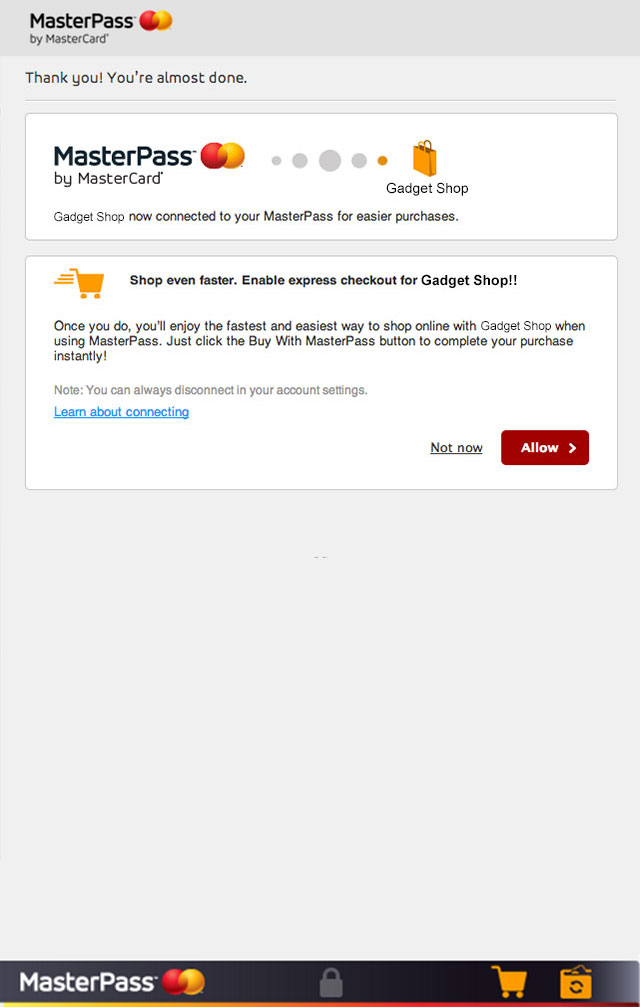 MasterPass™
by MasterCard®
Thank you! You're almost done.
MasterPass™
by MasterCard®
Gadget Shop
Gadget Shop now connected to your MasterPass for easier purchases.
Shop even faster. Enable express checkout for Gadget Shop!!
Once you do, you'll enjoy the fastest and easiest way to shop online with Gadget Shop when
using MasterPass. Just click the Buy With MasterPass button to complete your purchase
instantly!
Note: You can always disconnect in your account settings.
Learn about connecting
Not now
Allow
MasterPass™